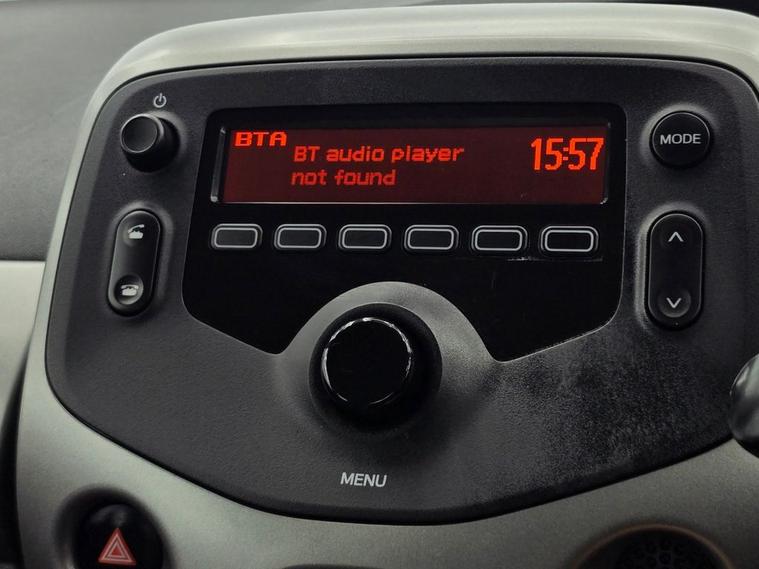 BTA
BT audio player
not found
15:57
MODE
MENU